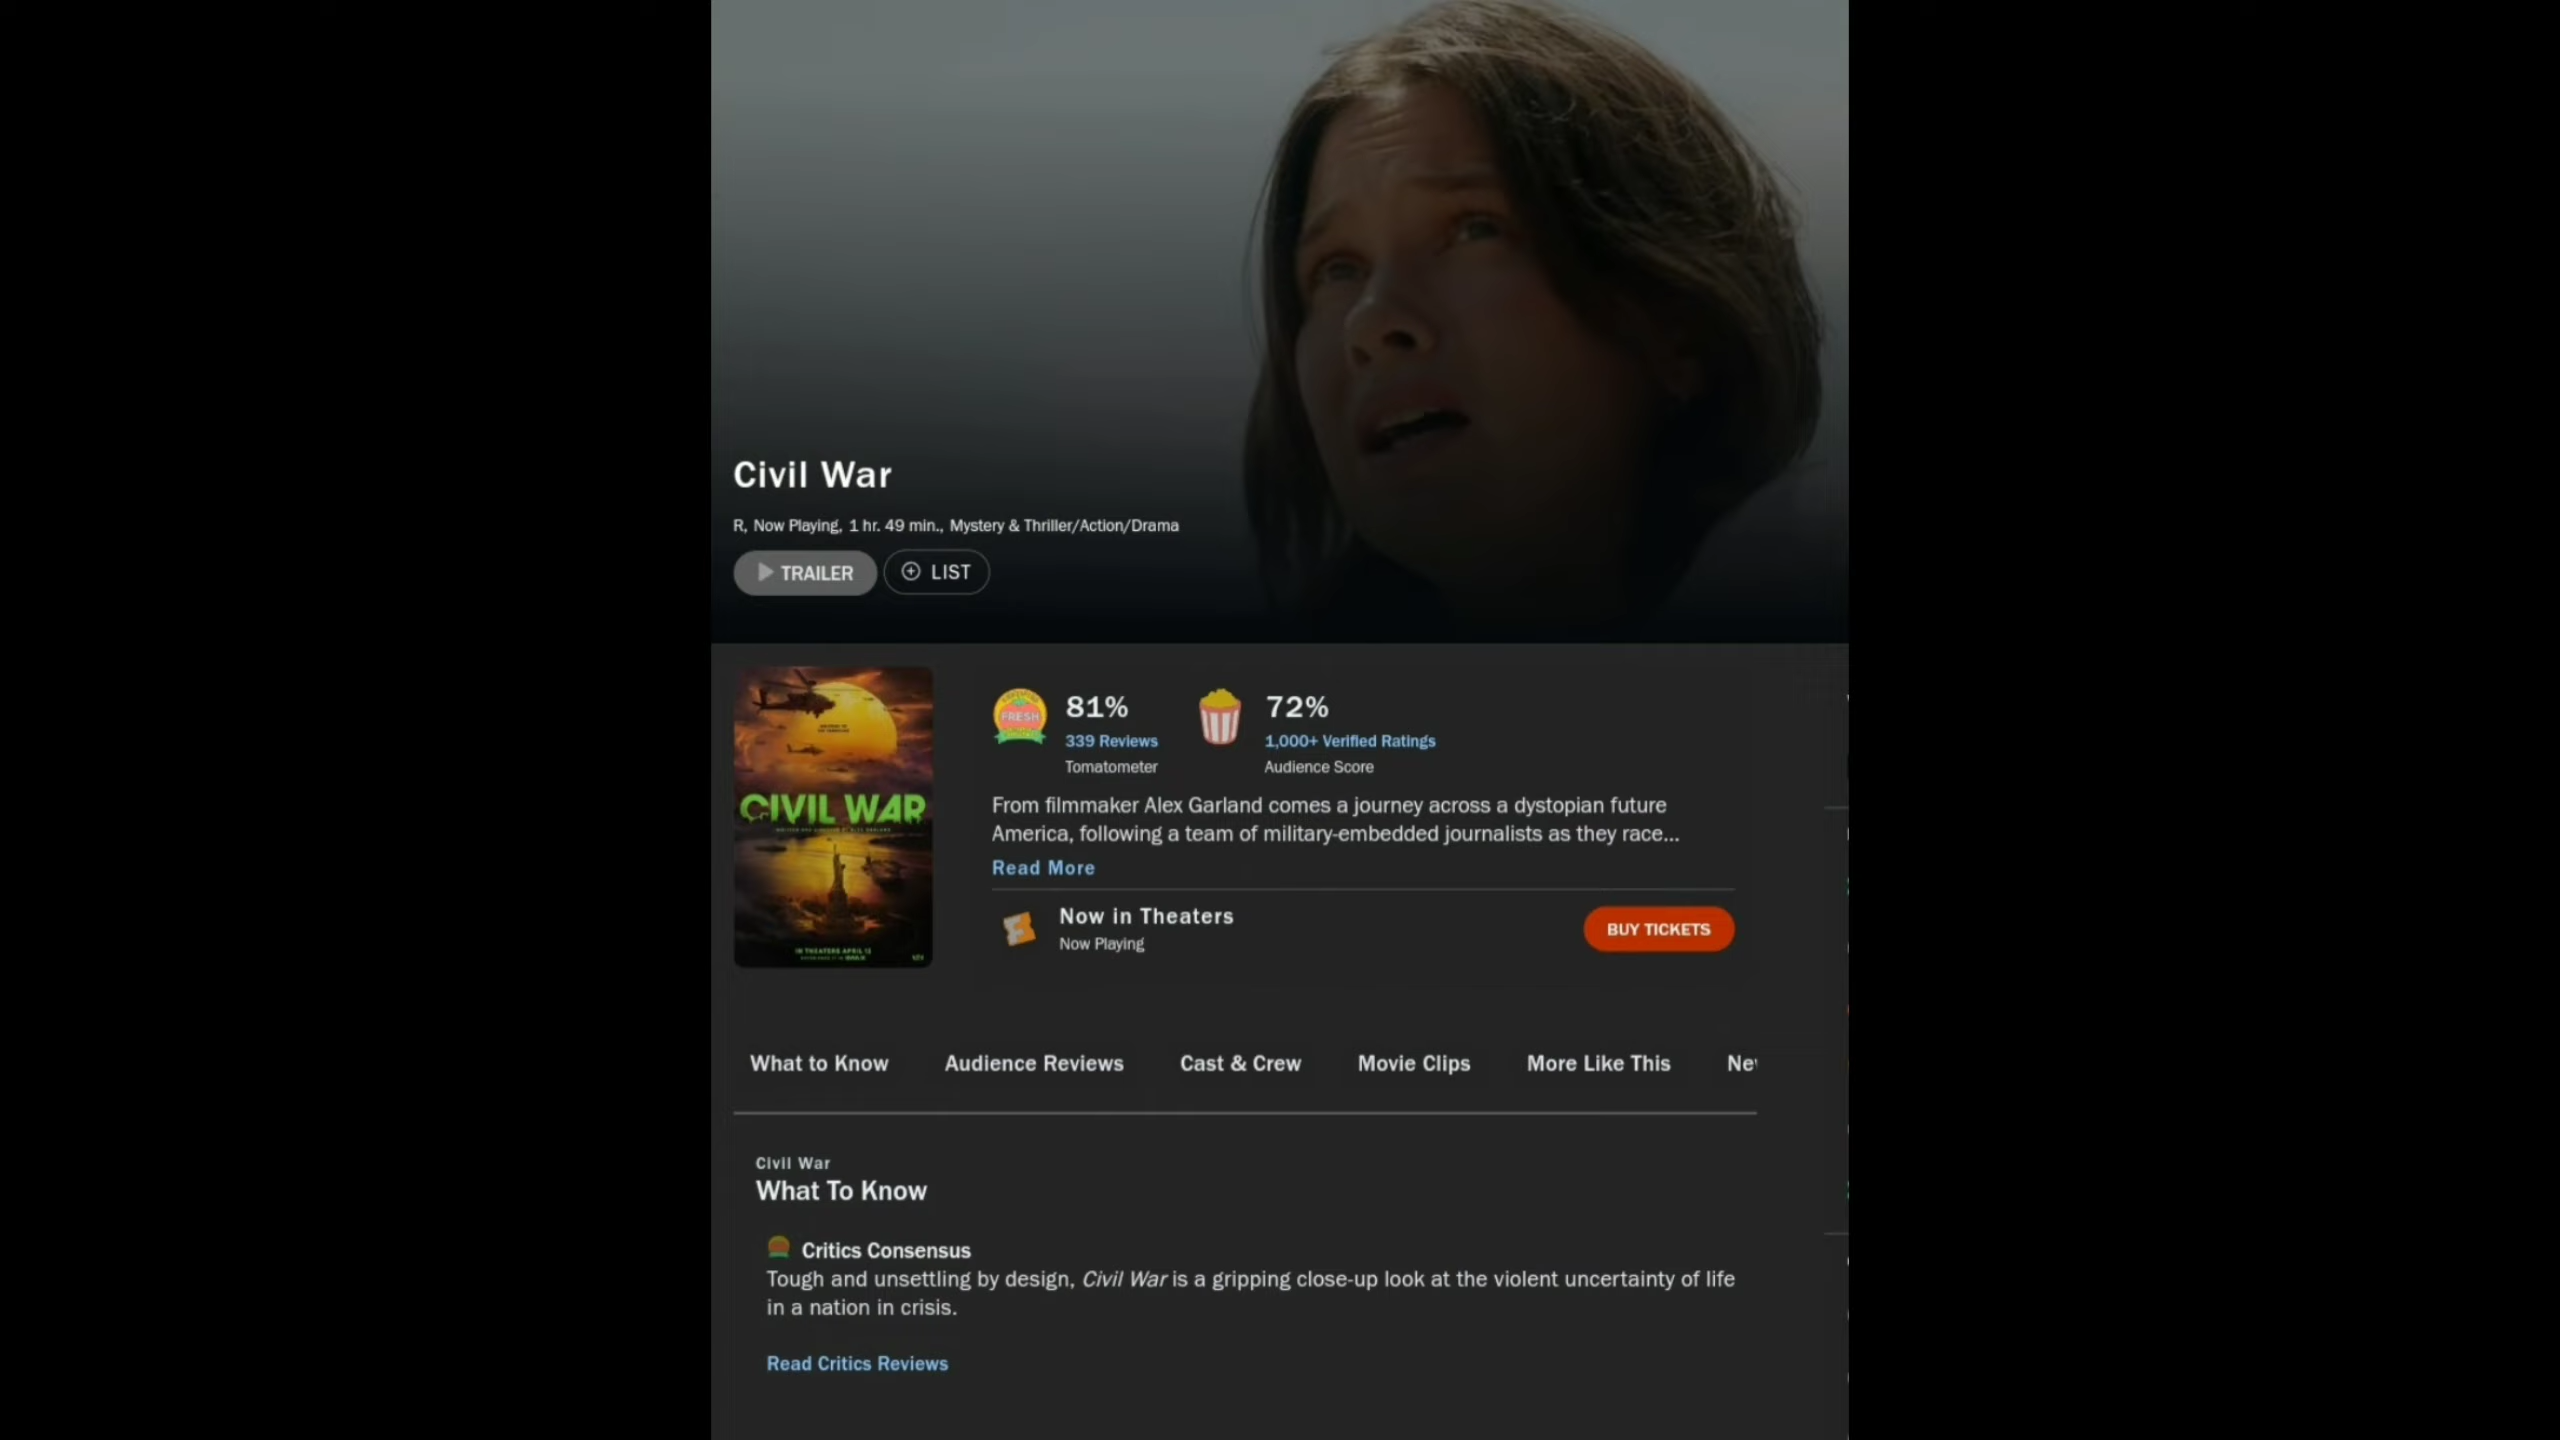 Civil War
R, Now Playing, 1 hr. 49 min., Mystery & Thriller/Action/Drama
TRAILER
LIST
CIVIL WAR
IN THEATERS APRIL 12
FRESH
81%
339 Reviews
Tomatometer
72%
1,000+ Verified Ratings
Audience Score
From filmmaker Alex Garland comes a journey across a dystopian future
America, following a team of military-embedded journalists as they race...
Read More
Now in Theaters
Now Playing
BUY TICKETS
What to Know
Audience Reviews
Cast & Crew
Movie Clips
More Like This
Civil War
What To Know
Critics Consensus
Tough and unsettling by design, Civil War is a gripping close-up look at the violent uncertainty of life
in a nation in crisis.
Read Critics Reviews